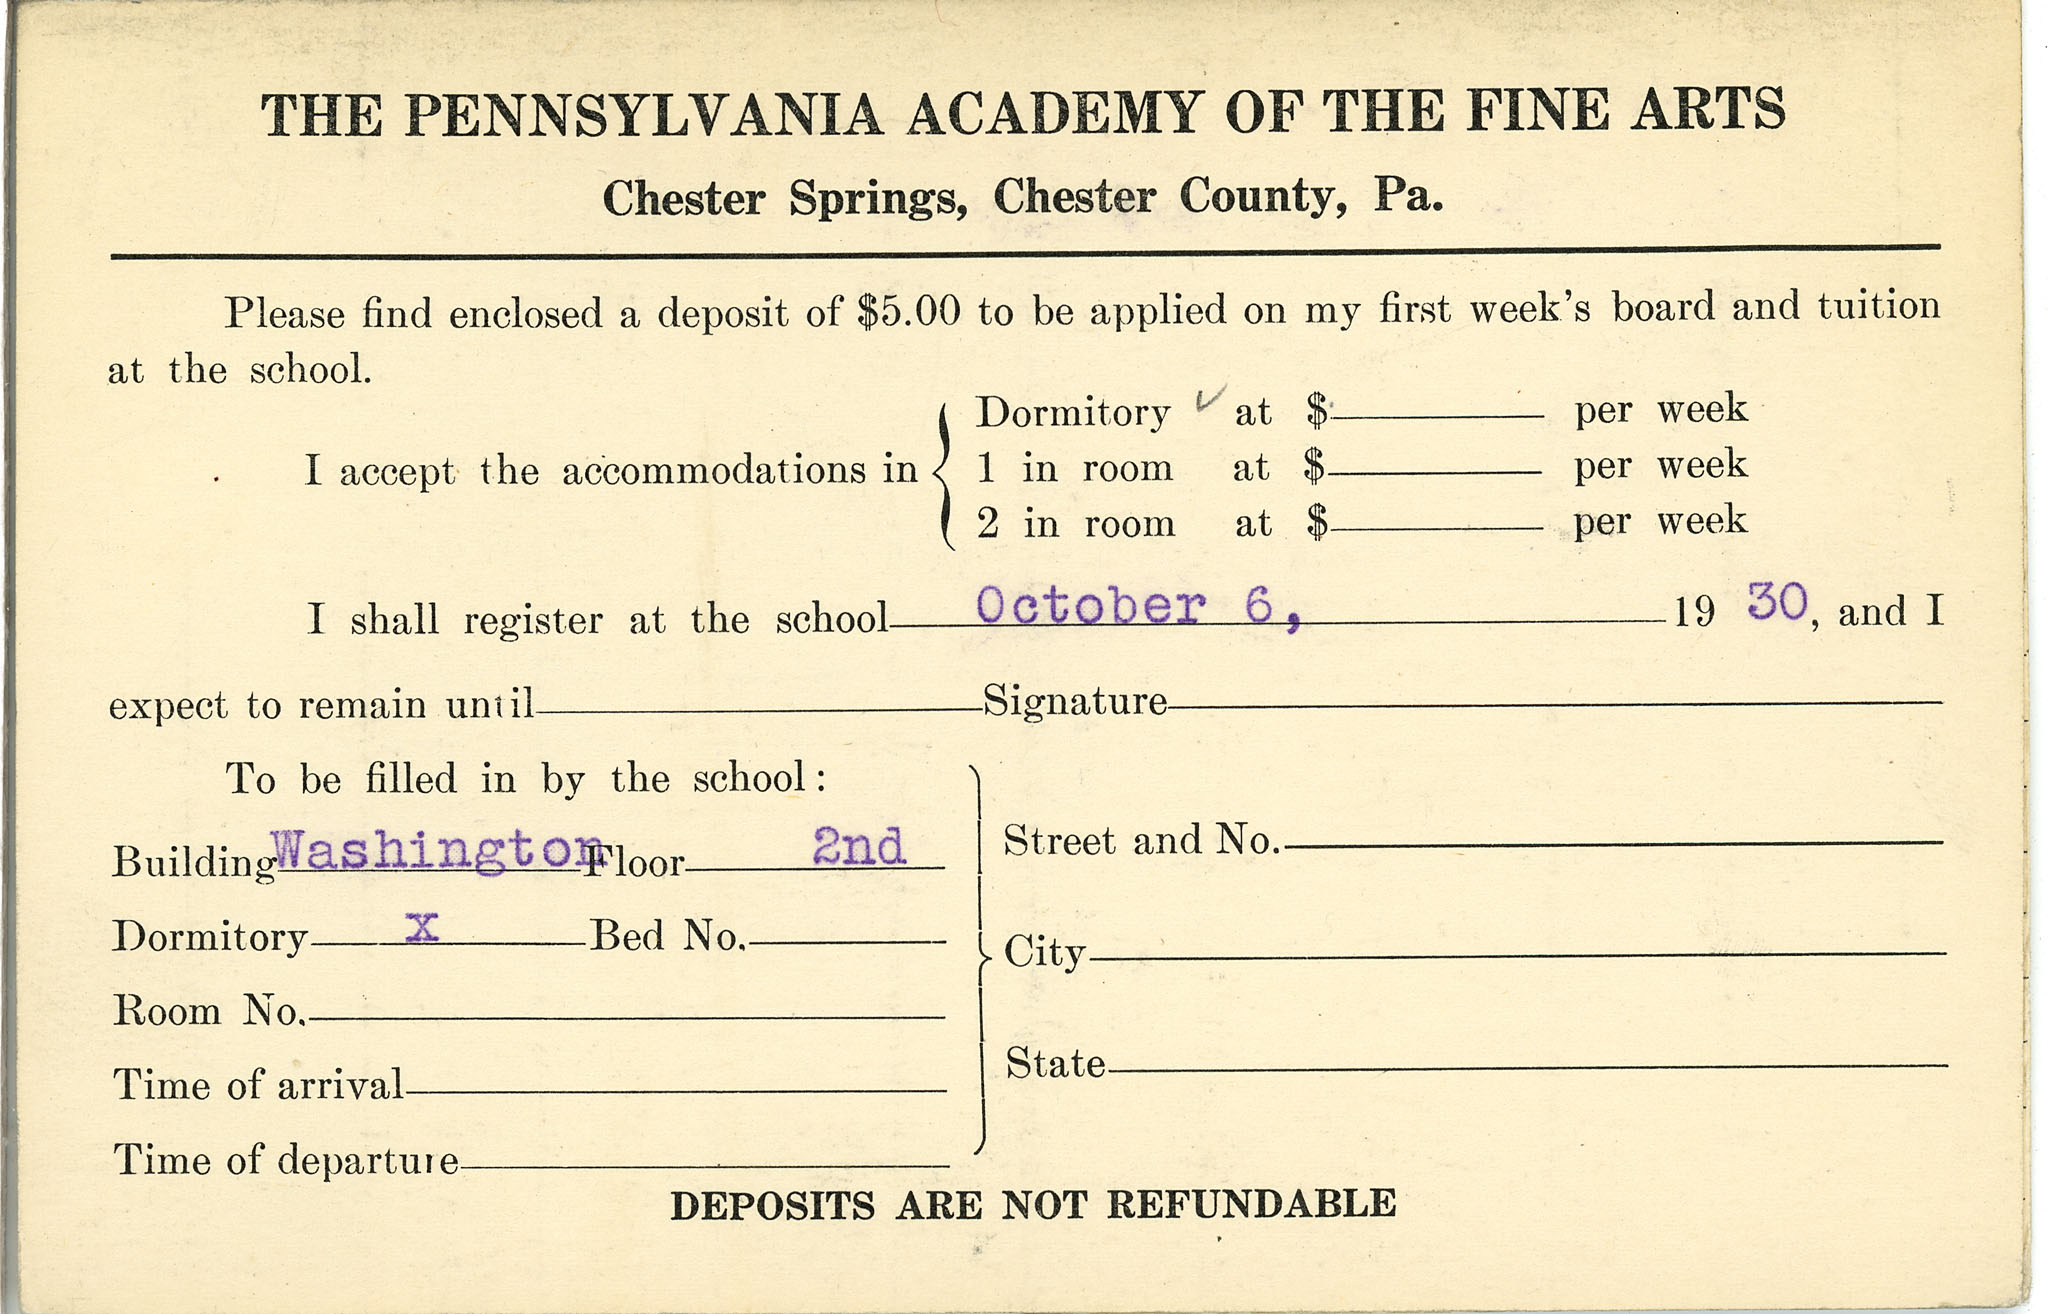 THE PENNSYLVANIA ACADEMY OF THE FINE ARTS
Chester Springs, Chester County, Pa.
Please find enclosed a deposit of $5.00 to be applied on my first week's board and tuition
at the school.
I accept the accommodations in
Dormitory ✓ at $ per week
1 in room at $ per week
2 in room at $ per week
I shall register at the school October 6, 19 30, and I
expect to remain until Signature
To be filled in by the school:
Building Washington Floor 2nd
Dormitory x Bed No.
Room No.
Time of arrival
Time of departure
Street and No.
City
State
DEPOSITS ARE NOT REFUNDABLE